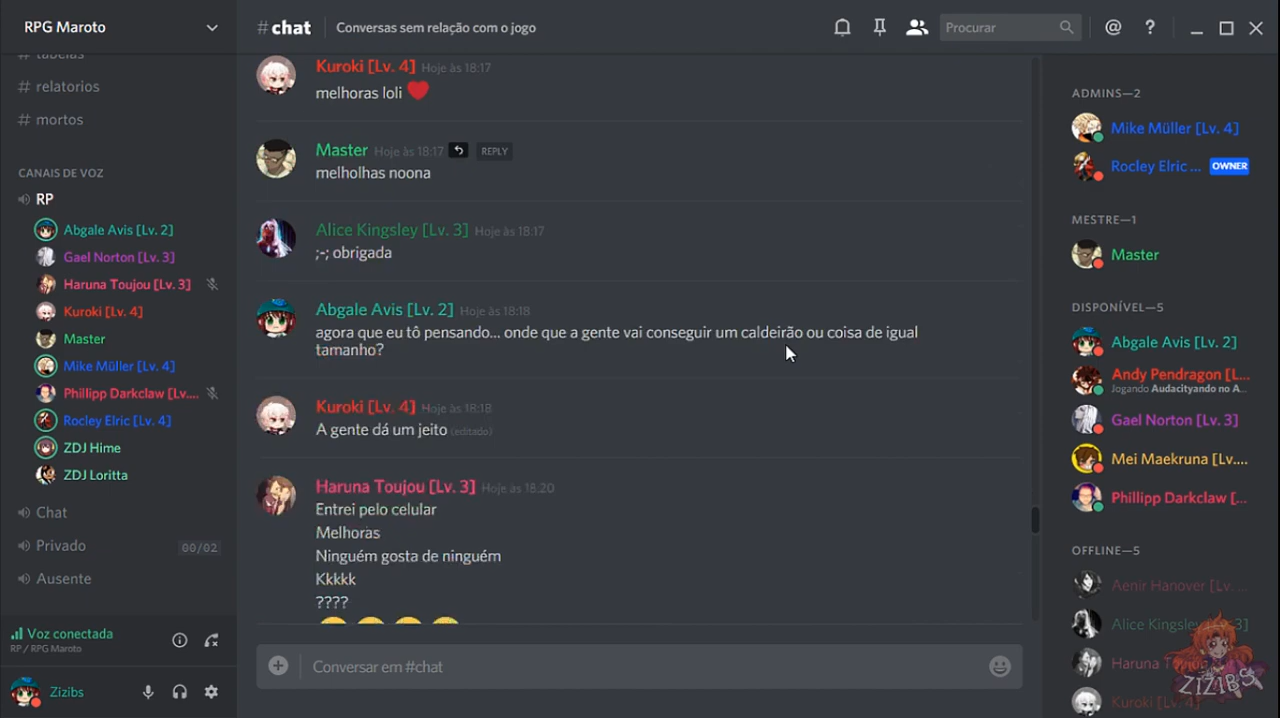 RPG Maroto
#chat
Conversas sem relação com o jogo
Procurar
@
?
# tabelas
# relatorios
# mortos
CANAIS DE VOZ
RP
Abgale Avis [Lv. 2]
Gael Norton [Lv. 3]
Haruna Toujou [Lv. 3]
Kuroki [Lv. 4]
Master
Mike Müller [Lv. 4]
Phillipp Darkclaw [Lv....
Rocley Elric [Lv. 4]
ZDJ Hime
ZDJ Loritta
Chat
Privado 00/02
Ausente
Voz conectada
RP / RPG Maroto
Zizibs
Kuroki [Lv. 4] Hoje às 18:17
melhoras loli ❤
Master Hoje às 18:17 REPLY
melholhas noona
Alice Kingsley [Lv. 3] Hoje às 18:17
;-; obrigada
Abgale Avis [Lv. 2] Hoje às 18:18
agora que eu tô pensando... onde que a gente vai conseguir um caldeirão ou coisa de igual
tamanho?
Kuroki [Lv. 4] Hoje às 18:18
A gente dá um jeito (editado)
Haruna Toujou [Lv. 3] Hoje às 18:20
Entrei pelo celular
Melhoras
Ninguém gosta de ninguém
Kkkkk
????
Conversar em #chat
ADMINS—2
Mike Müller [Lv. 4]
Rocley Elric ... OWNER
MESTRE—1
Master
DISPONÍVEL—5
Abgale Avis [Lv. 2]
Andy Pendragon [L...
Jogando Audacityando no A...
Gael Norton [Lv. 3]
Mei Maekruna [Lv....
Phillipp Darkclaw [...
OFFLINE—5
Aenir Hanover [Lv. ...
Alice Kingsley [Lv. 3]
Haruna
Kuroki [Lv. 4]
ZIZIBS